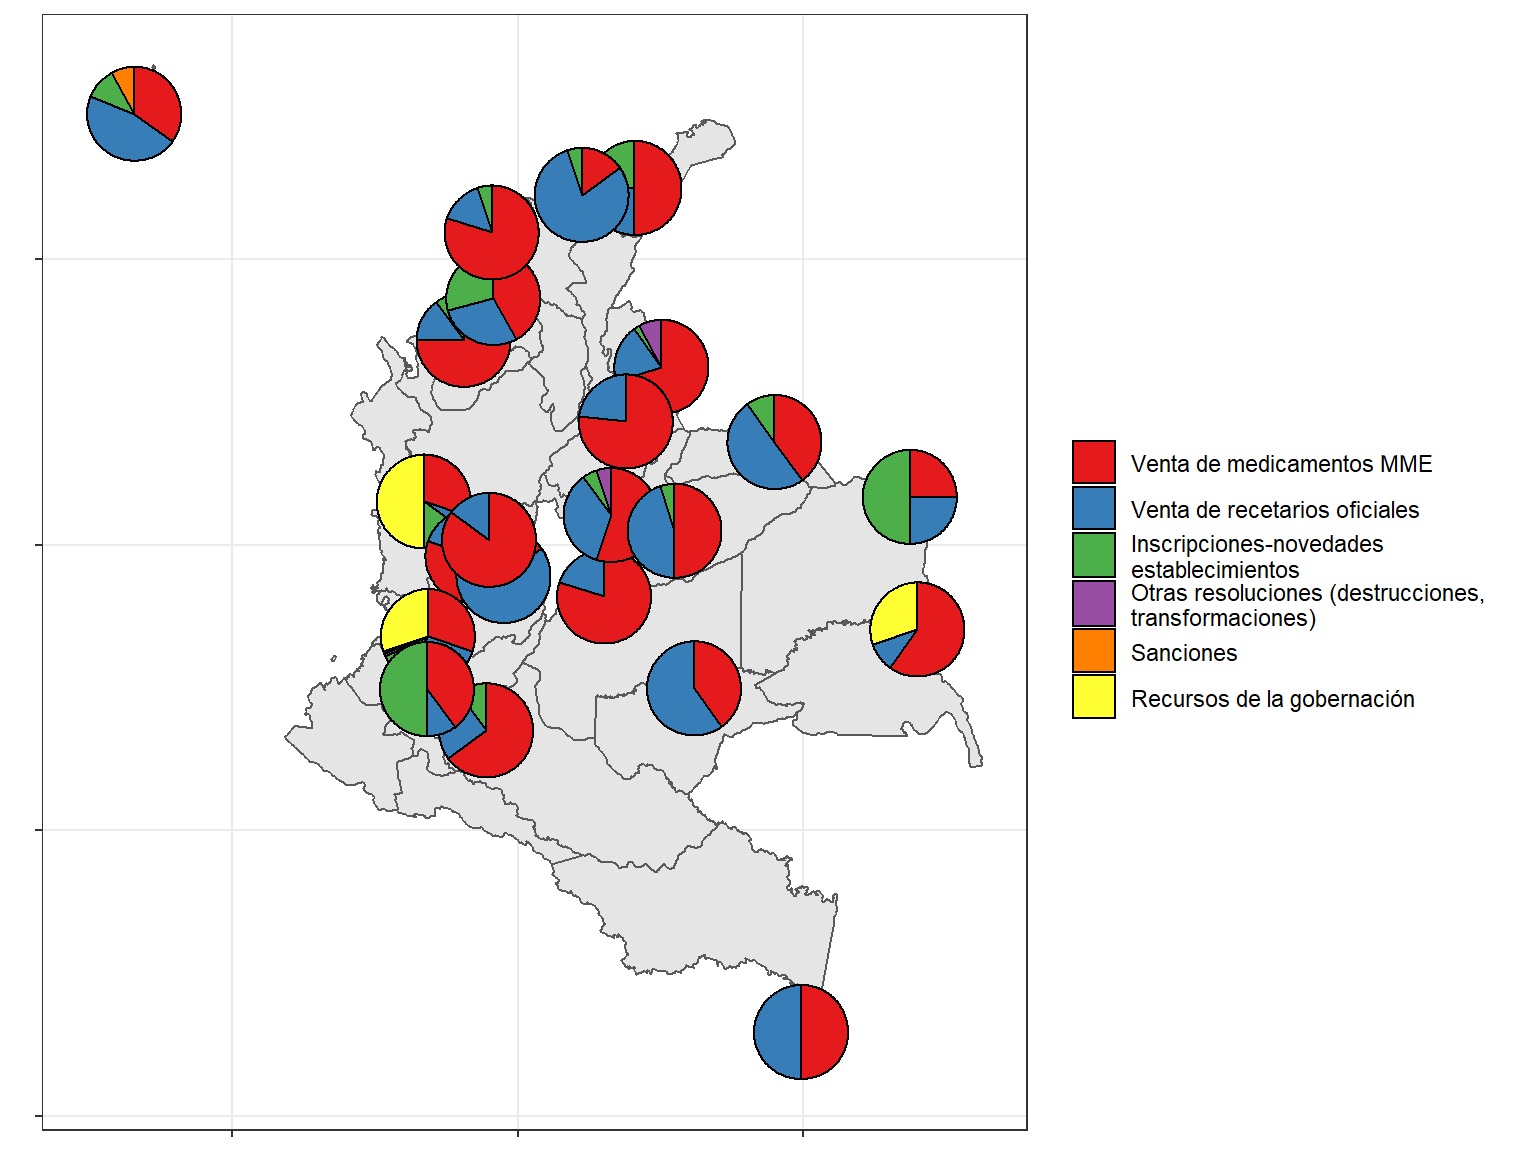 Venta de medicamentos MME
Venta de recetarios oficiales
Inscripciones-novedades
establecimientos
Otras resoluciones (destrucciones,
transformaciones)
Sanciones
Recursos de la gobernación